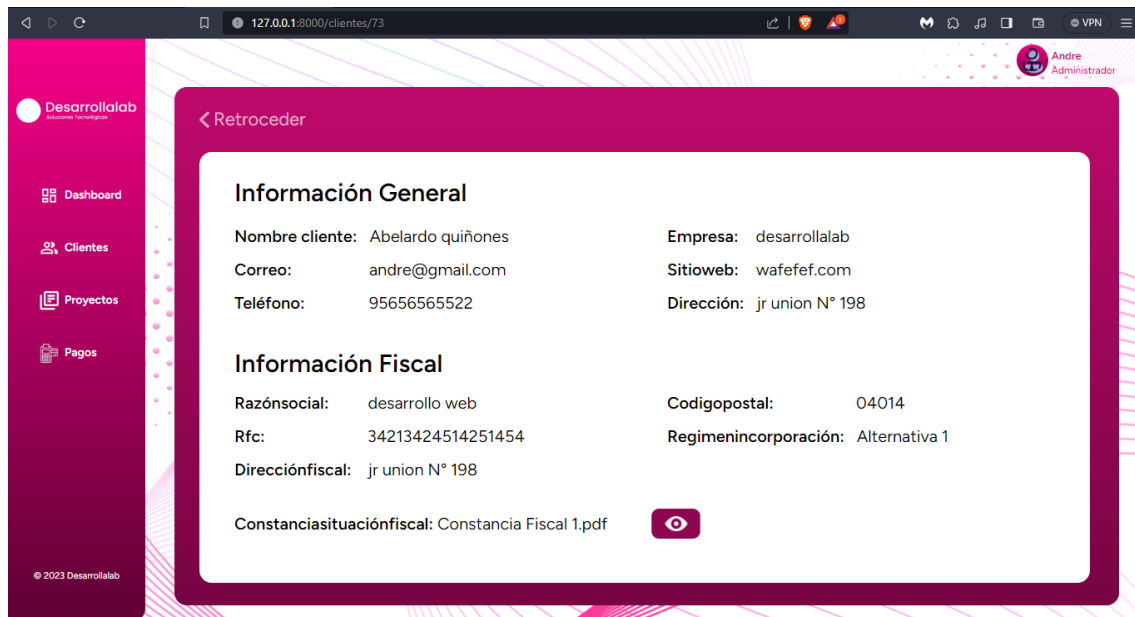 127.0.0.1:8000/clientes/73
VPN
Andre
Administrador
Desarrollalab
Soluciones Tecnológicas
Retroceder
Dashboard
Clientes
Proyectos
Pagos
© 2023 Desarrollalab
Información General
Nombre cliente: Abelardo quiñones Empresa: desarrollalab
Correo: andre@gmail.com Sitioweb: wafefef.com
Teléfono: 95656565522 Dirección: jr union N° 198
Información Fiscal
Razónsocial: desarrollo web Codigopostal: 04014
Rfc: 34213424514251454 Regimenincorporación: Alternativa 1
Direcciónfiscal: jr union N° 198
Constanciasituaciónfiscal: Constancia Fiscal 1.pdf